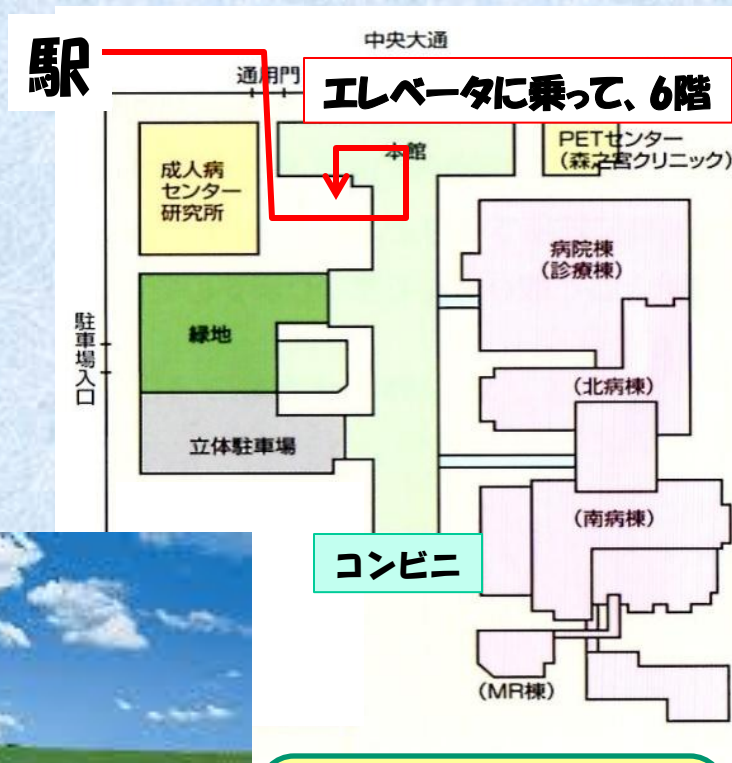 中央大通
駅
通用門
エレベータに乗って、6階
本館
PETセンター
(森之宮クリニック)
成人病
センター
研究所
病院棟
(診療棟)
緑地
駐車場入口
(北病棟)
立体駐車場
(南病棟)
コンビニ
(MR棟)